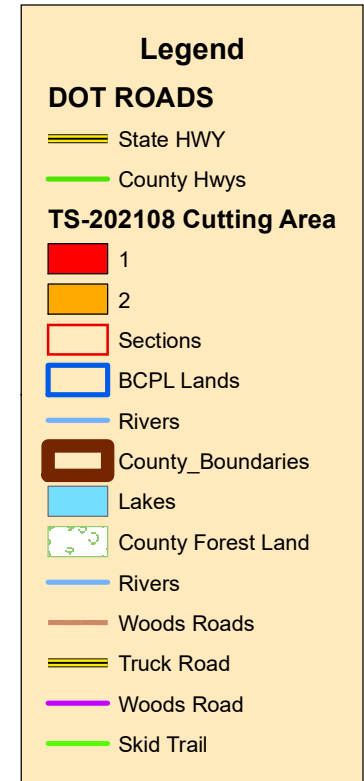 Legend
DOT ROADS
State HWY
County Hwys
TS-202108 Cutting Area
1
2
Sections
BCPL Lands
Rivers
County_Boundaries
Lakes
County Forest Land
Rivers
Woods Roads
Truck Road
Woods Road
Skid Trail